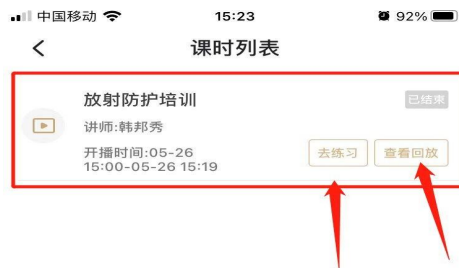 中国移动 15:23 92%
课时列表
放射防护培训 已结束
讲师:韩邦秀
开播时间:05-26 去练习 查看回放
15:00-05-26 15:19